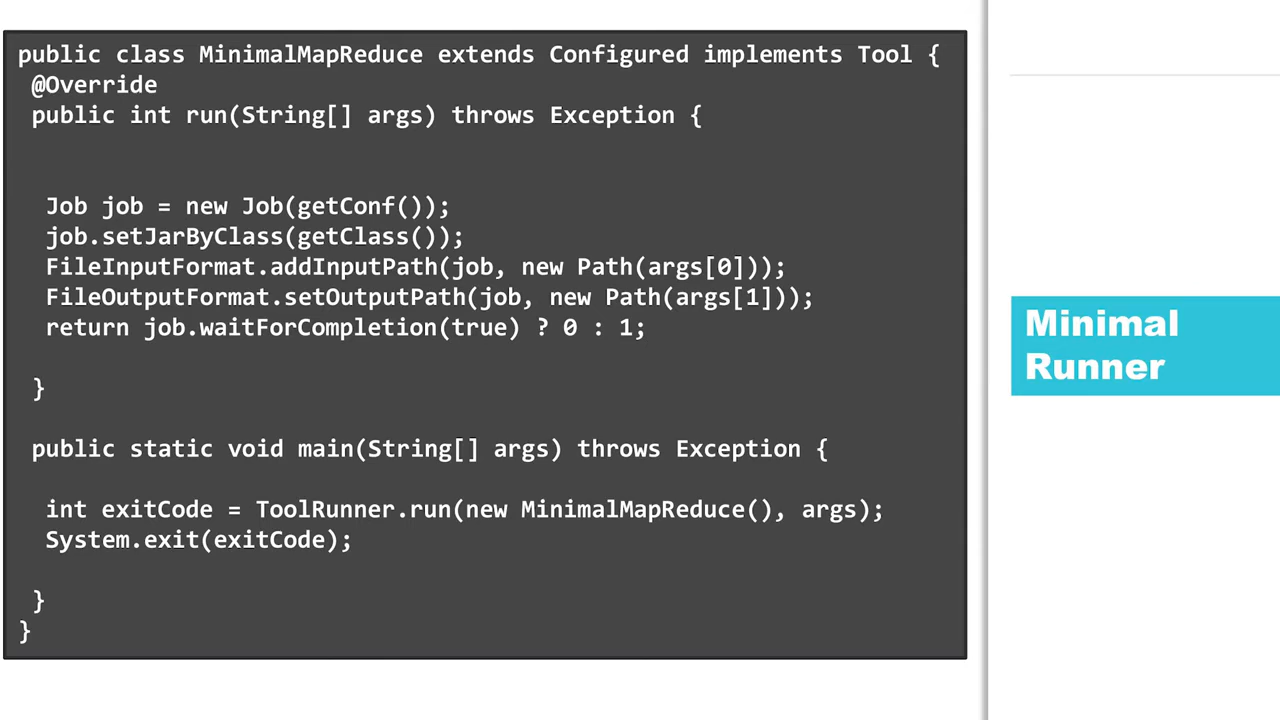 public class MinimalMapReduce extends Configured implements Tool {
@Override
public int run(String[] args) throws Exception {
Job job = new Job(getConf());
job.setJarByClass(getClass());
FileInputFormat.addInputPath(job, new Path(args[0]));
FileOutputFormat.setOutputPath(job, new Path(args[1]));
return job.waitForCompletion(true) ? 0 : 1;
}
public static void main(String[] args) throws Exception {
int exitCode = ToolRunner.run(new MinimalMapReduce(), args);
System.exit(exitCode);
}
}
Minimal
Runner